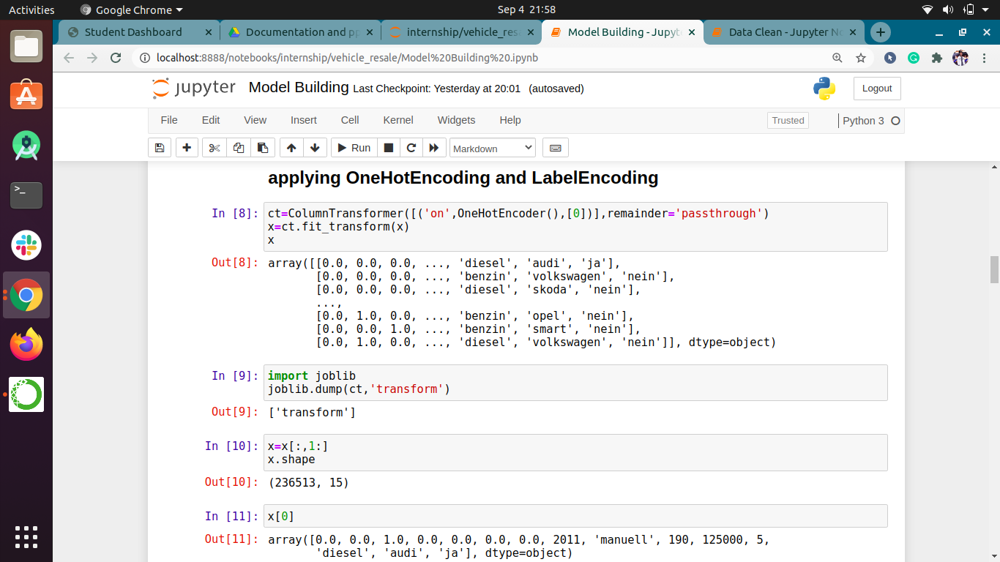 Activities
Google Chrome
Sep 4 21:58
Student Dashboard
Documentation and pp
internship/vehicle_res
Model Building - Jupyt
Data Clean - Jupyter No
localhost:8888/notebooks/internship/vehicle_resale/Model%20Building%20.ipynb
jupyter
Model Building Last Checkpoint: Yesterday at 20:01 (autosaved)
Logout
File Edit View Insert Cell Kernel Widgets Help
Trusted
Python 3
Run
Markdown
applying OneHotEncoding and LabelEncoding
In [8]: ct=ColumnTransformer([('on',OneHotEncoder(),[0])],remainder='passthrough')
x=ct.fit_transform(x)
x
Out[8]: array([[0.0, 0.0, 0.0, ..., 'diesel', 'audi', 'ja'],
[0.0, 0.0, 0.0, ..., 'benzin', 'volkswagen', 'nein'],
[0.0, 0.0, 0.0, ..., 'diesel', 'skoda', 'nein'],
...,
[0.0, 1.0, 0.0, ..., 'benzin', 'opel', 'nein'],
[0.0, 0.0, 1.0, ..., 'benzin', 'smart', 'nein'],
[0.0, 1.0, 0.0, ..., 'diesel', 'volkswagen', 'nein']], dtype=object)
In [9]: import joblib
joblib.dump(ct,'transform')
Out[9]: ['transform']
In [10]: x=x[:,1:]
x.shape
Out[10]: (236513, 15)
In [11]: x[0]
Out[11]: array([0.0, 0.0, 1.0, 0.0, 0.0, 0.0, 0.0, 2011, 'manuell', 190, 125000, 5,
'diesel', 'audi', 'ja'], dtype=object)